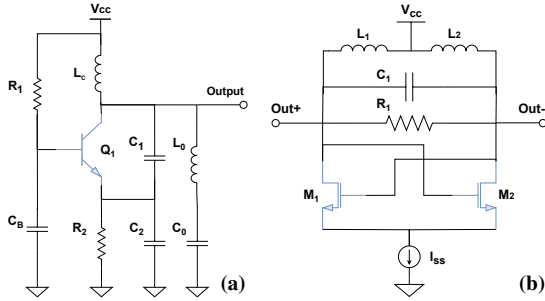 Vcc
R1
Lc
Output
Q1
C1
L0
CB
R2
C2
C0
(a)
Vcc
L1
L2
C1
R1
Out+
Out-
M1
M2
Iss
(b)